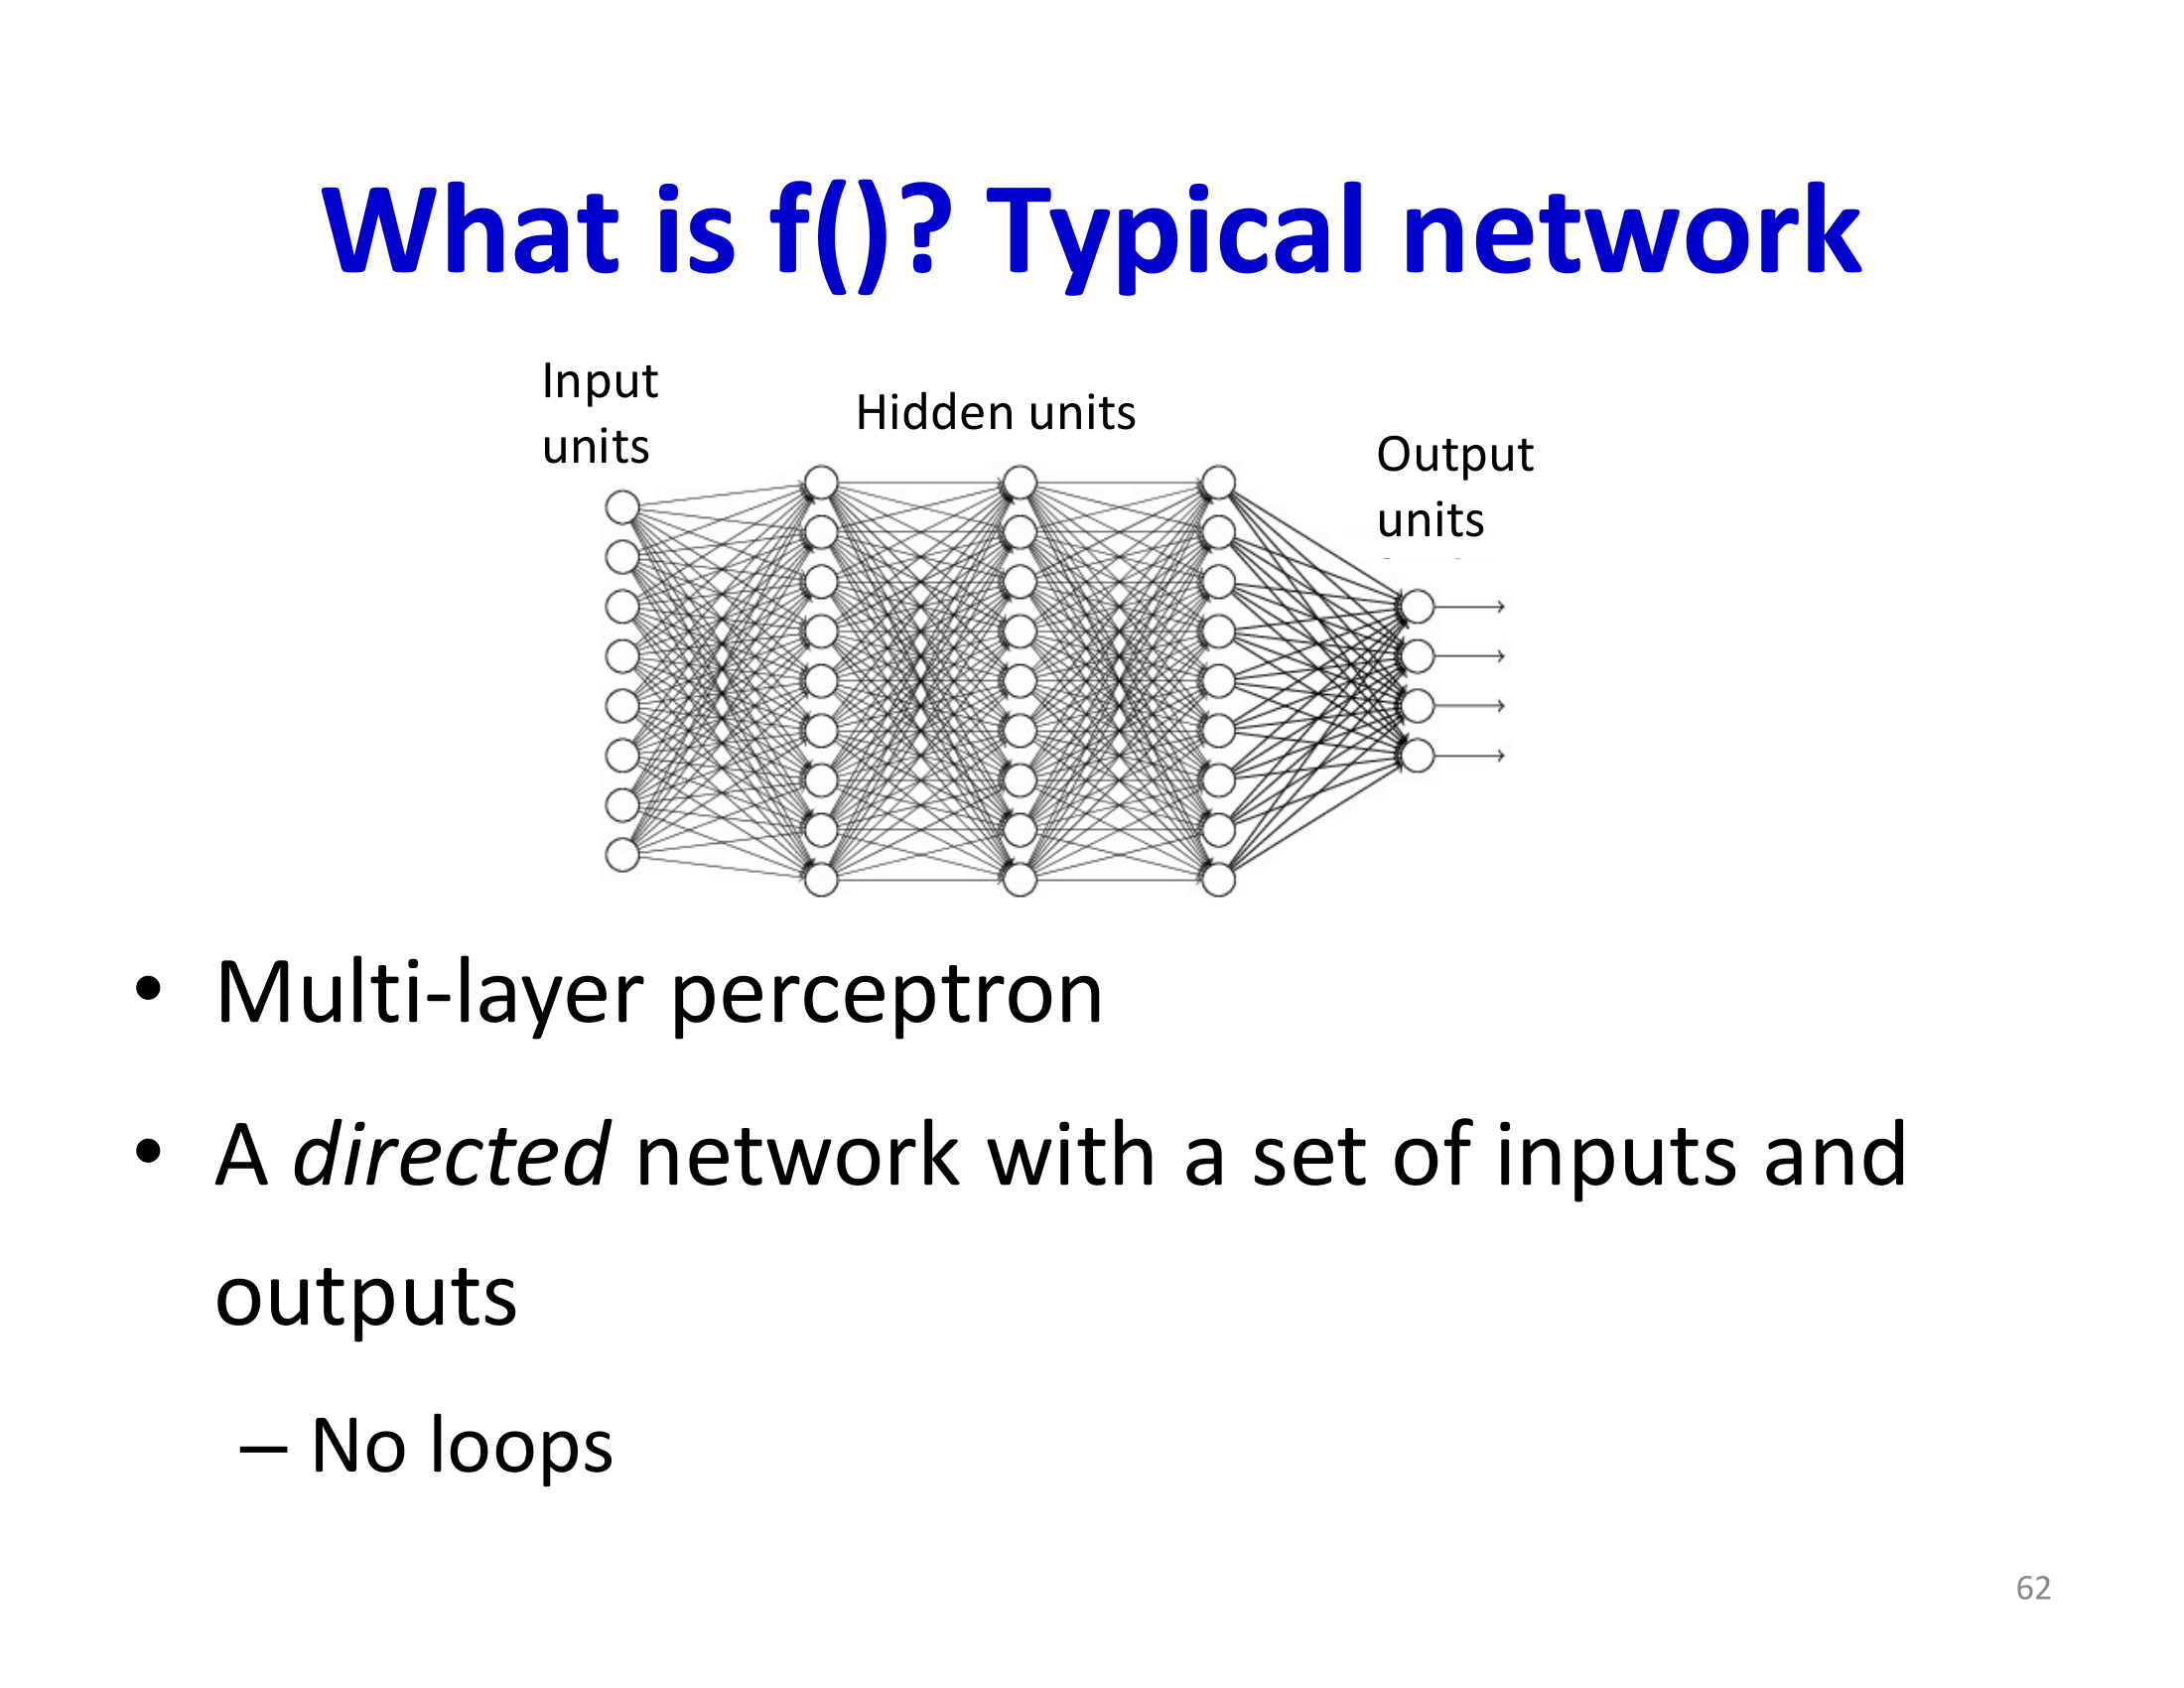 What is f()? Typical network
Input
units
Hidden units
Output
units
• Multi-layer perceptron
• A directed network with a set of inputs and
outputs
– No loops
62